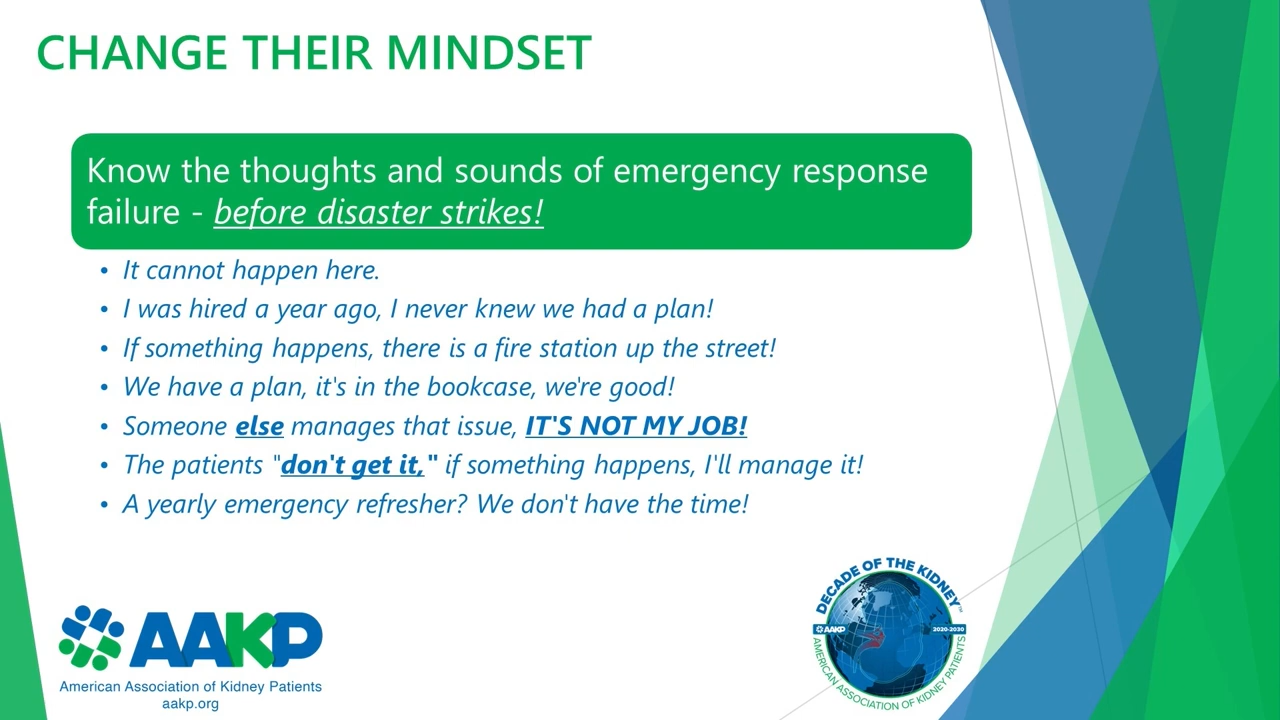 CHANGE THEIR MINDSET
Know the thoughts and sounds of emergency response
failure - before disaster strikes!
• It cannot happen here.
• I was hired a year ago, I never knew we had a plan!
• If something happens, there is a fire station up the street!
• We have a plan, it's in the bookcase, we're good!
• Someone else manages that issue, IT'S NOT MY JOB!
• The patients "don't get it," if something happens, I'll manage it!
• A yearly emergency refresher? We don't have the time!
AAKP
American Association of Kidney Patients
aakp.org
DECADE OF THE KIDNEY™
AAKP
2020-2030
AMERICAN ASSOCIATION OF KIDNEY PATIENTS